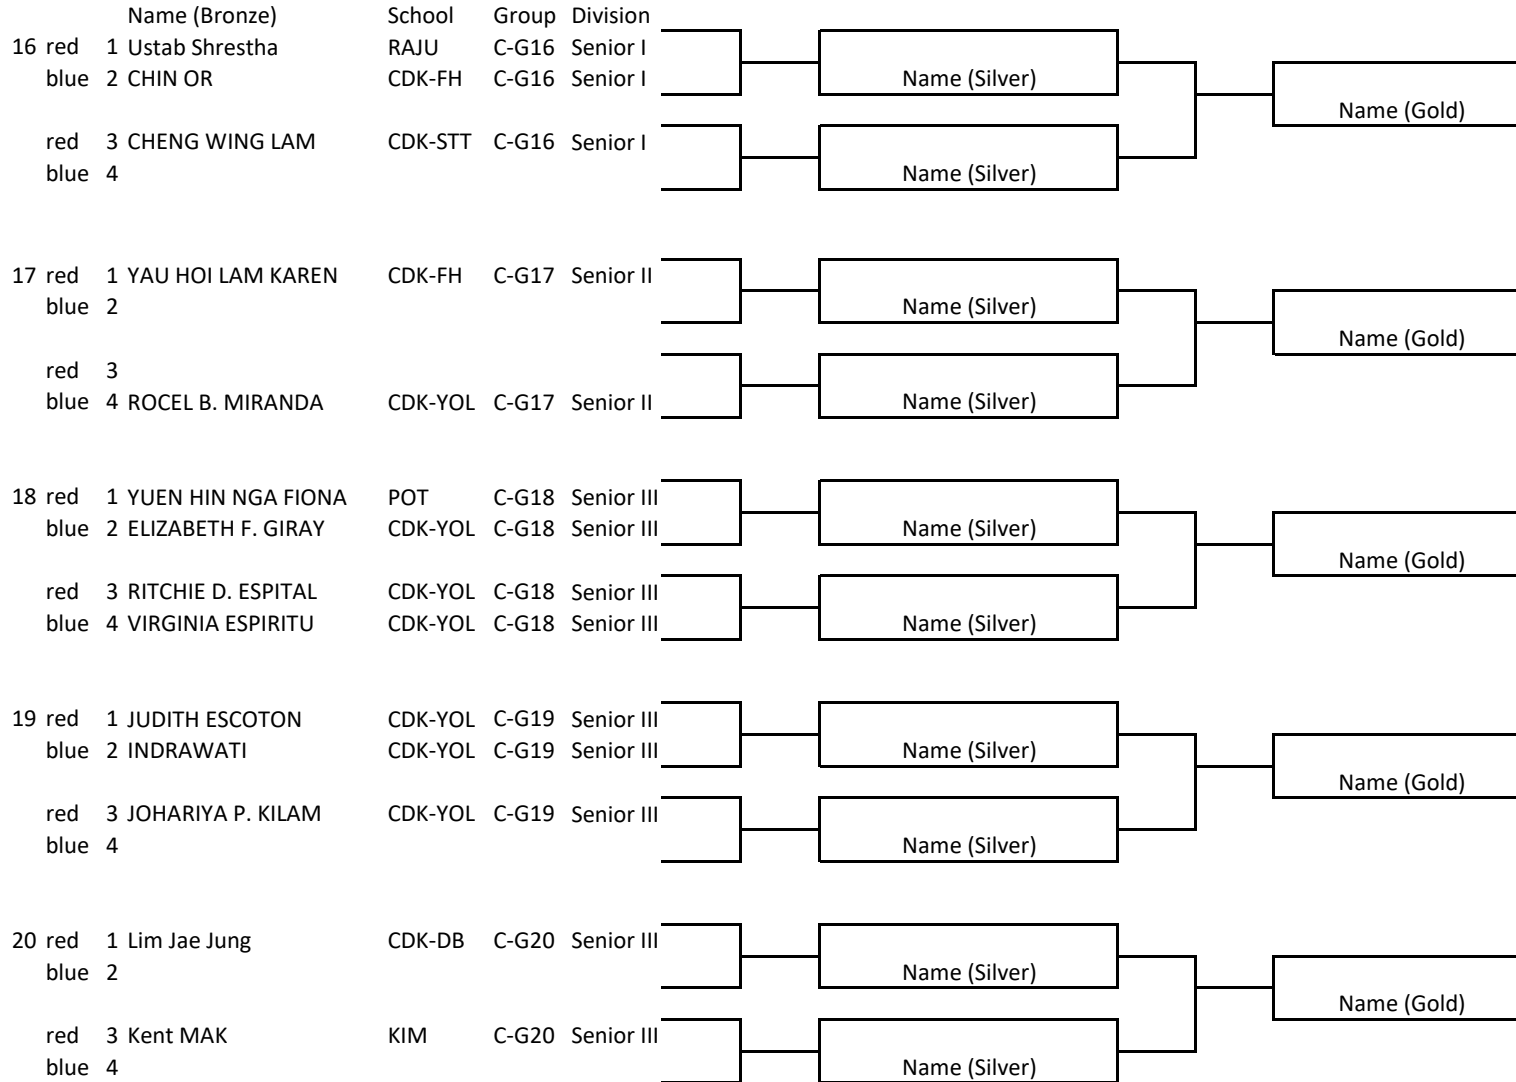 Name (Bronze) School Group Division
16 red 1 Ustab Shrestha RAJU C-G16 Senior I
blue 2 CHIN OR CDK-FH C-G16 Senior I Name (Silver)
Name (Gold)
red 3 CHENG WING LAM CDK-STT C-G16 Senior I
blue 4 Name (Silver)
17 red 1 YAU HOI LAM KAREN CDK-FH C-G17 Senior II
blue 2 Name (Silver)
Name (Gold)
red 3
blue 4 ROCEL B. MIRANDA CDK-YOL C-G17 Senior II Name (Silver)
18 red 1 YUEN HIN NGA FIONA POT C-G18 Senior III
blue 2 ELIZABETH F. GIRAY CDK-YOL C-G18 Senior III Name (Silver)
Name (Gold)
red 3 RITCHIE D. ESPITAL CDK-YOL C-G18 Senior III
blue 4 VIRGINIA ESPIRITU CDK-YOL C-G18 Senior III Name (Silver)
19 red 1 JUDITH ESCOTON CDK-YOL C-G19 Senior III
blue 2 INDRAWATI CDK-YOL C-G19 Senior III Name (Silver)
Name (Gold)
red 3 JOHARIYA P. KILAM CDK-YOL C-G19 Senior III
blue 4 Name (Silver)
20 red 1 Lim Jae Jung CDK-DB C-G20 Senior III
blue 2 Name (Silver)
Name (Gold)
red 3 Kent MAK KIM C-G20 Senior III
blue 4 Name (Silver)